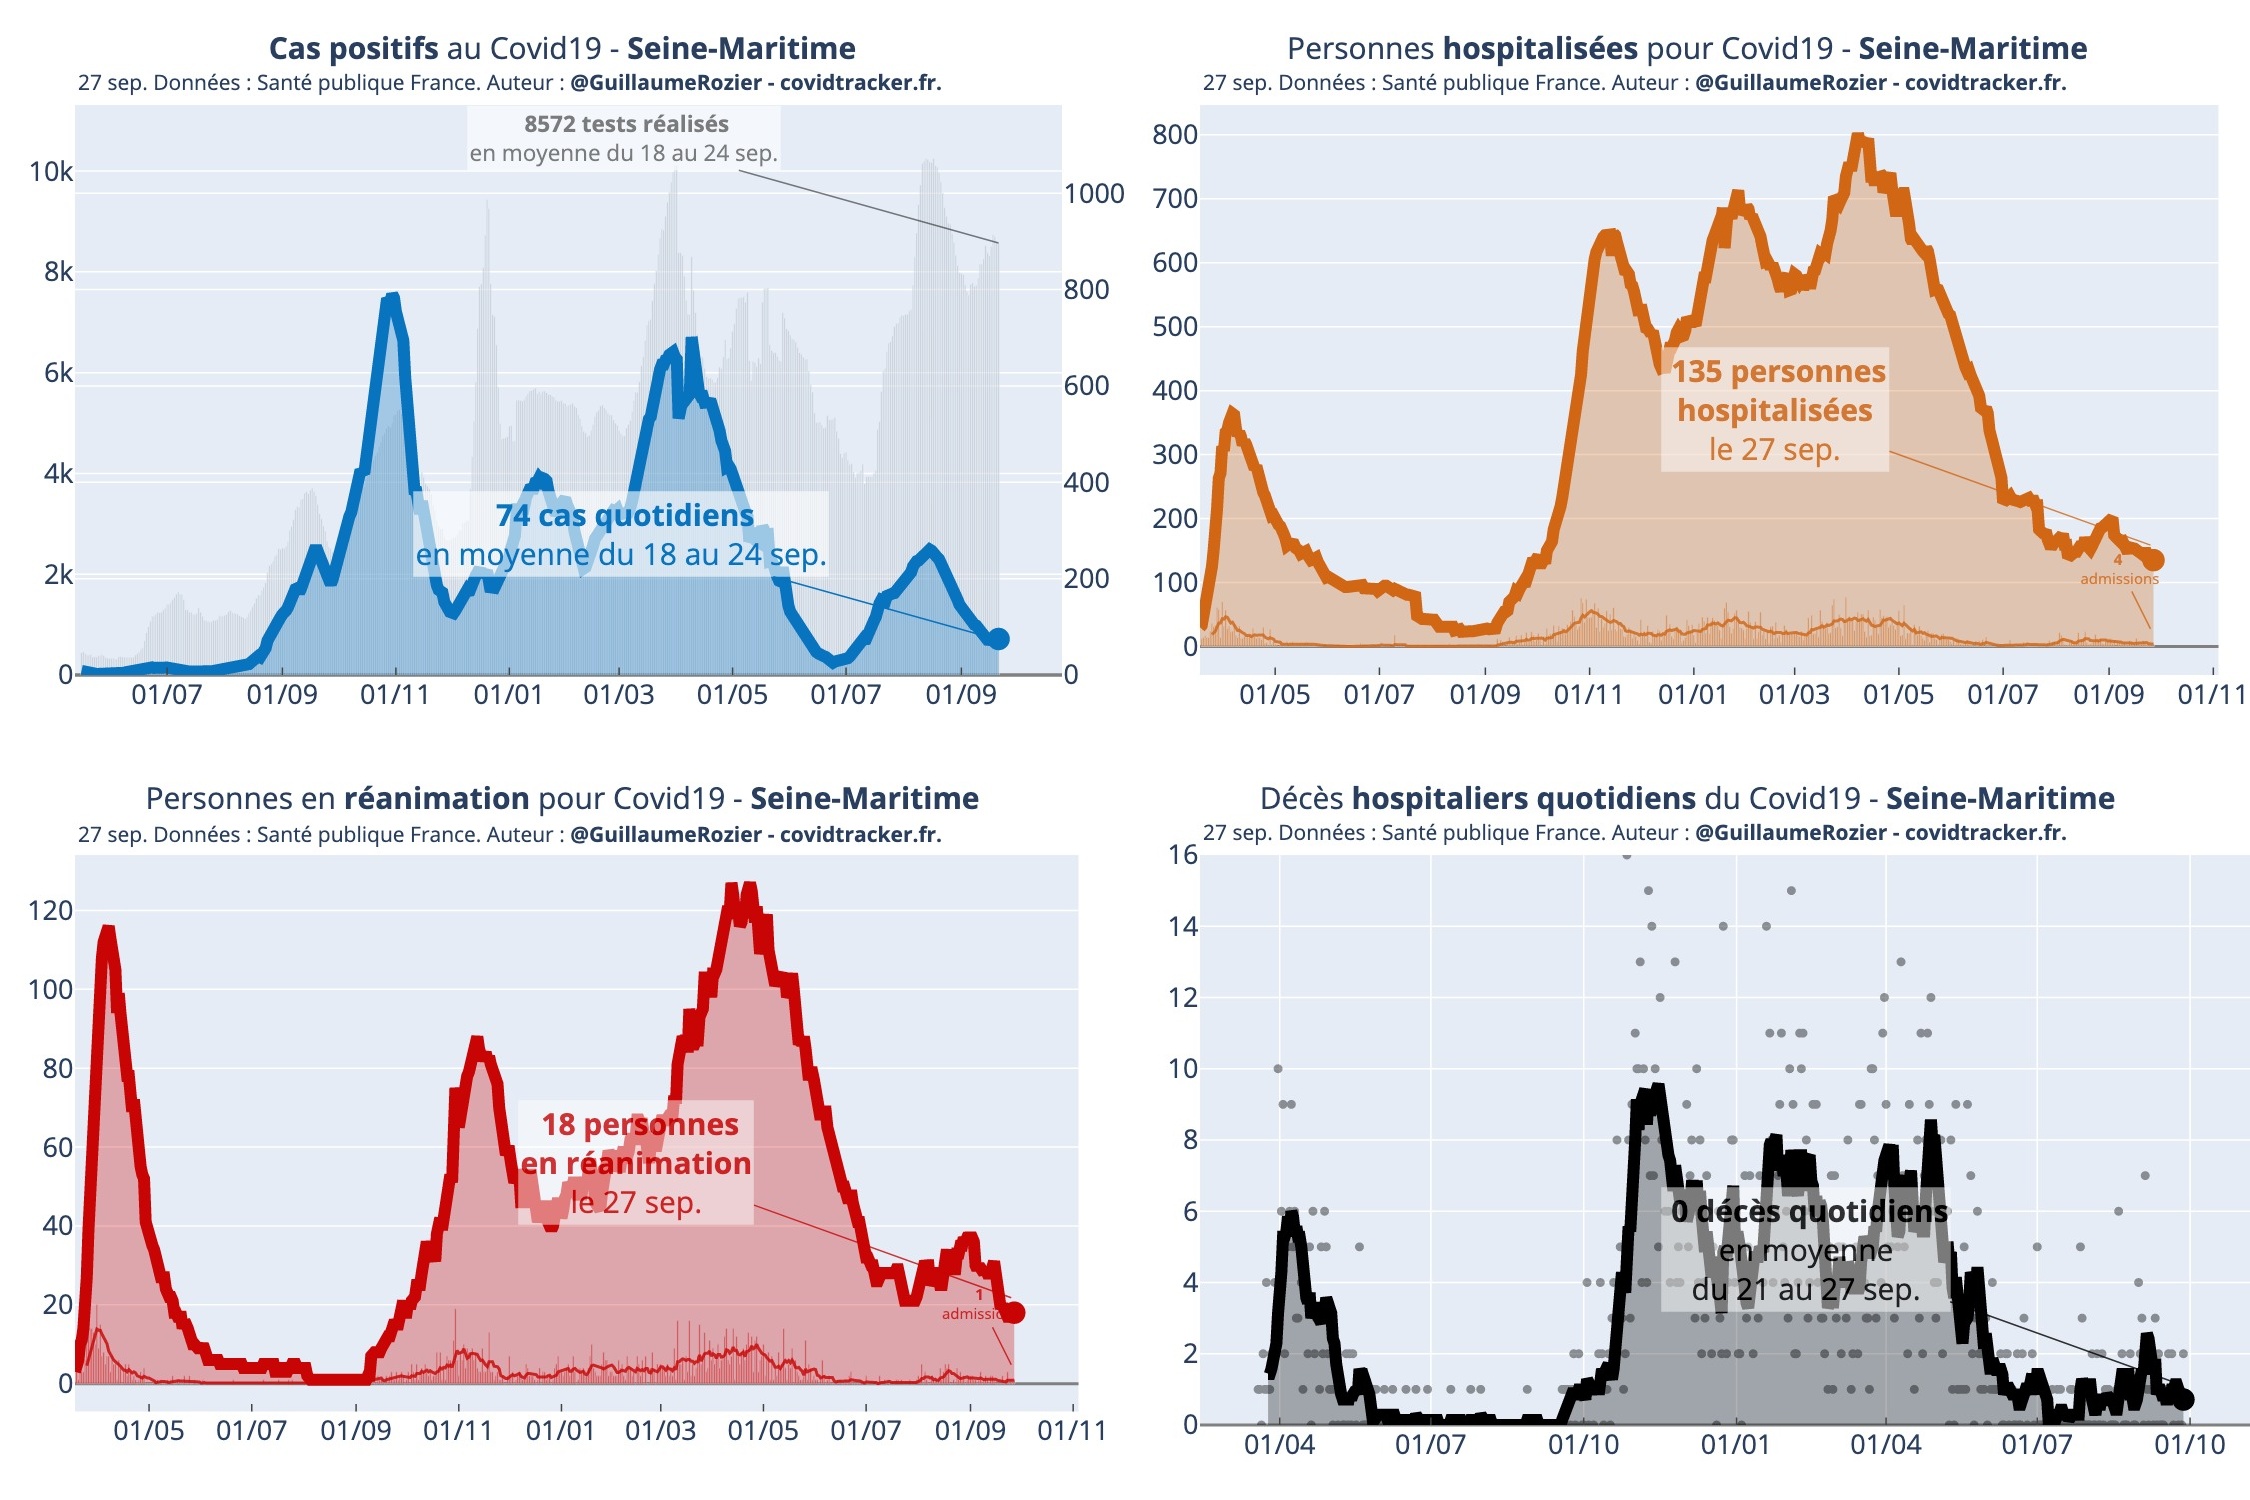 Cas positifs au Covid19 - Seine-Maritime
27 sep. Données : Santé publique France. Auteur : @GuillaumeRozier - covidtracker.fr.
8572 tests réalisés
en moyenne du 18 au 24 sep.
10k
8k
6k
4k
2k
0
1000
800
600
400
200
0
74 cas quotidiens
en moyenne du 18 au 24 sep.
01/07 01/09 01/11 01/01 01/03 01/05 01/07 01/09
Personnes hospitalisées pour Covid19 - Seine-Maritime
27 sep. Données : Santé publique France. Auteur : @GuillaumeRozier - covidtracker.fr.
800
700
600
500
400
300
200
100
0
135 personnes
hospitalisées
le 27 sep.
4
admissions
01/05 01/07 01/09 01/11 01/01 01/03 01/05 01/07 01/09 01/11
Personnes en réanimation pour Covid19 - Seine-Maritime
27 sep. Données : Santé publique France. Auteur : @GuillaumeRozier - covidtracker.fr.
120
100
80
60
40
20
0
18 personnes
en réanimation
le 27 sep.
1
admissio
01/05 01/07 01/09 01/11 01/01 01/03 01/05 01/07 01/09 01/11
Décès hospitaliers quotidiens du Covid19 - Seine-Maritime
27 sep. Données : Santé publique France. Auteur : @GuillaumeRozier - covidtracker.fr.
16
14
12
10
8
6
4
2
0
0 décès quotidiens
en moyenne
du 21 au 27 sep.
01/04 01/07 01/10 01/01 01/04 01/07 01/10